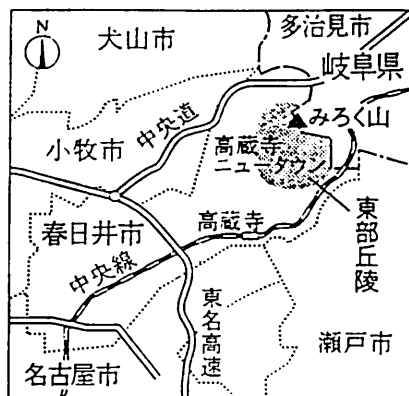 N
犬山市
多治見市
岐阜県
みろく山
中央道
小牧市
高蔵寺
ニュータウン
春日井市
高蔵寺
東部丘陵
中央線
東名高速
瀬戸市
名古屋市